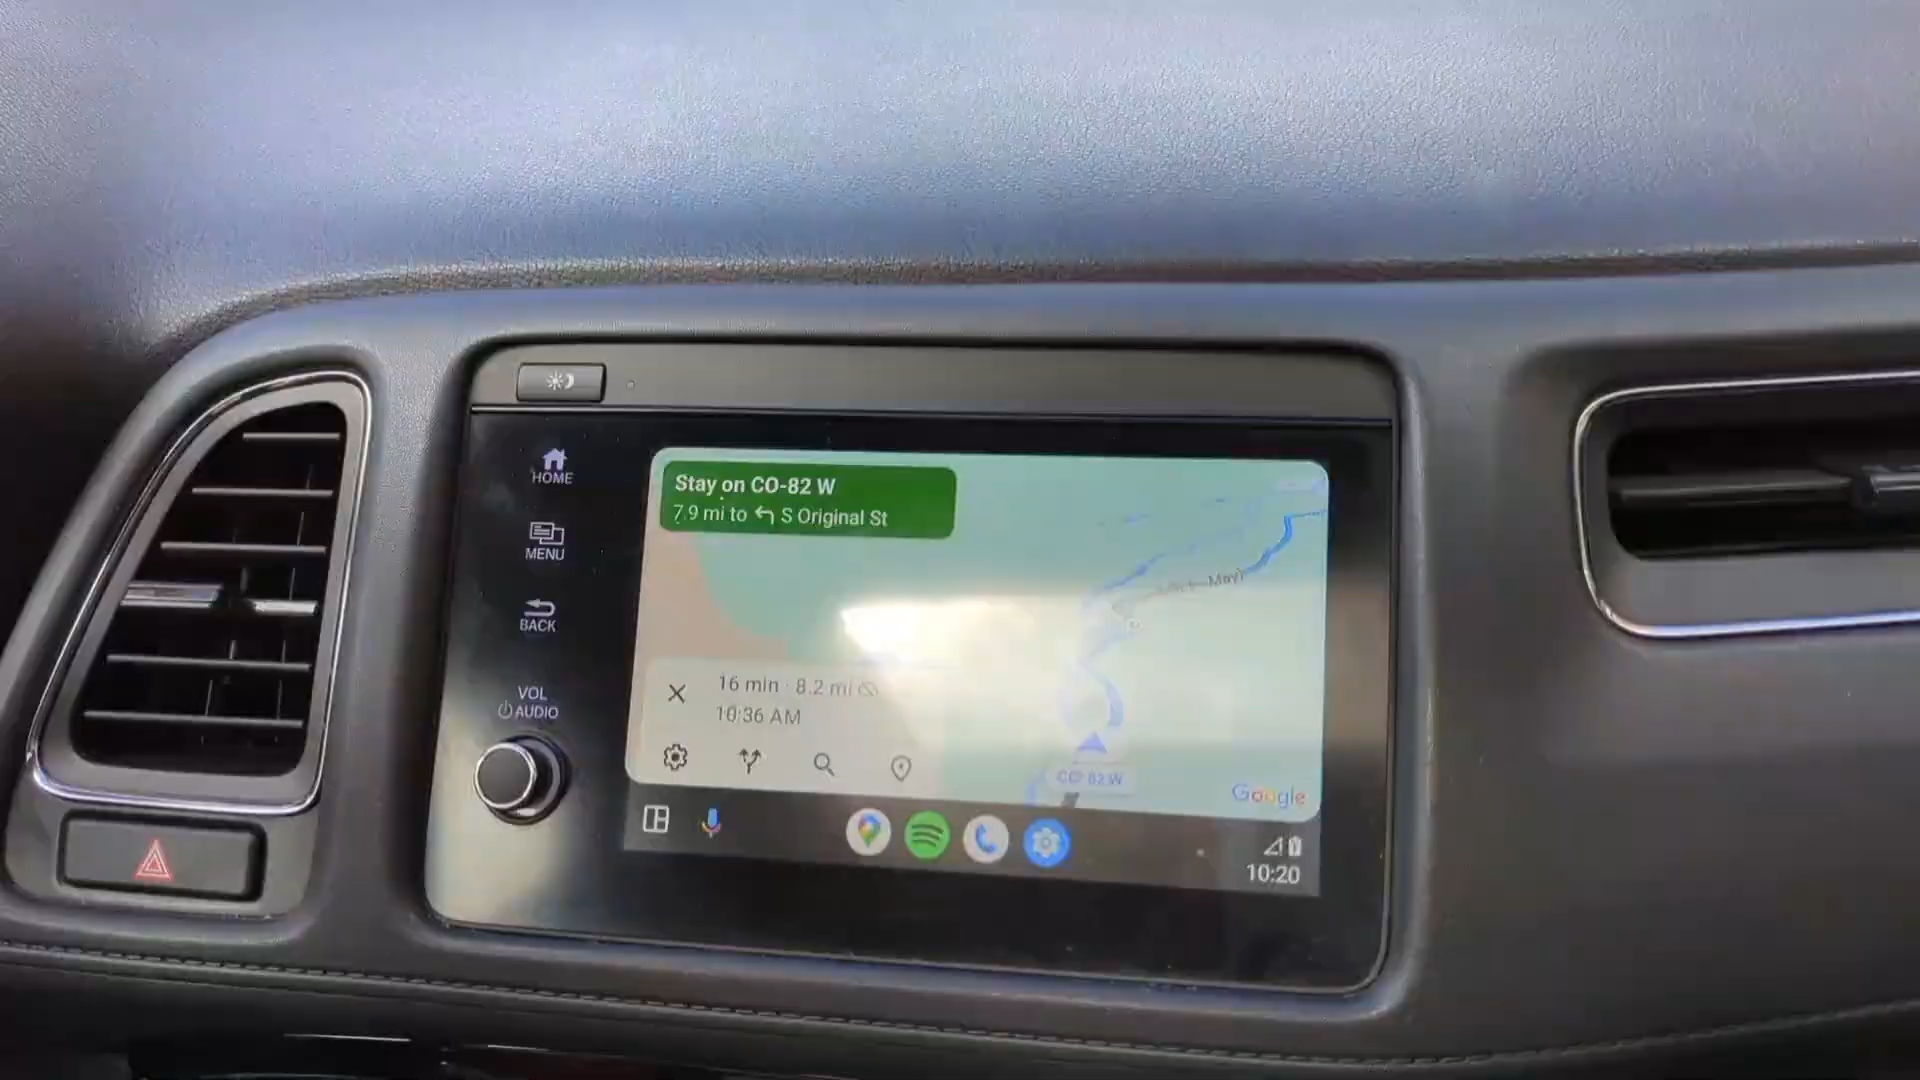 HOME
MENU
BACK
VOL
AUDIO
Stay on CO-82 W
7.9 mi to S Original St
16 min · 8.2 mi
10:36 AM
CO-82 W
Google
10:20